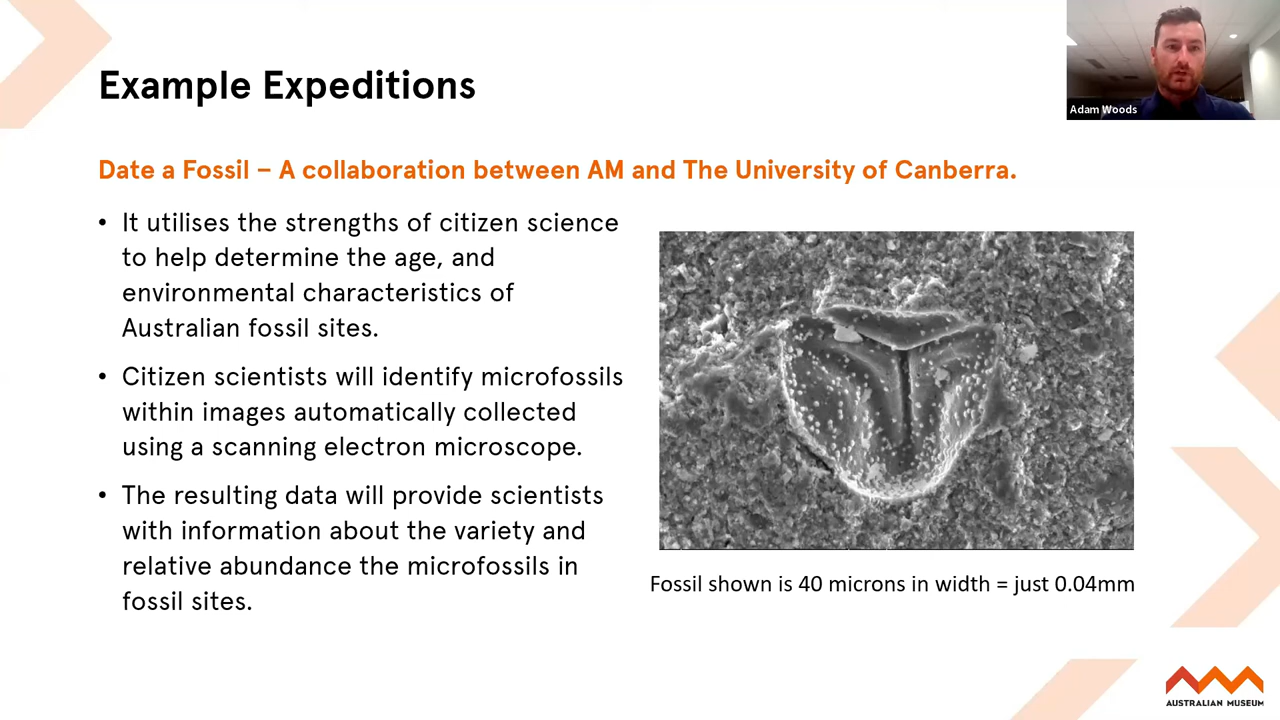 Example Expeditions
Adam Woods
Date a Fossil – A collaboration between AM and The University of Canberra.
• It utilises the strengths of citizen science
to help determine the age, and
environmental characteristics of
Australian fossil sites.
• Citizen scientists will identify microfossils
within images automatically collected
using a scanning electron microscope.
• The resulting data will provide scientists
with information about the variety and
relative abundance the microfossils in
fossil sites.
Fossil shown is 40 microns in width = just 0.04mm
AUSTRALIAN MUSEUM